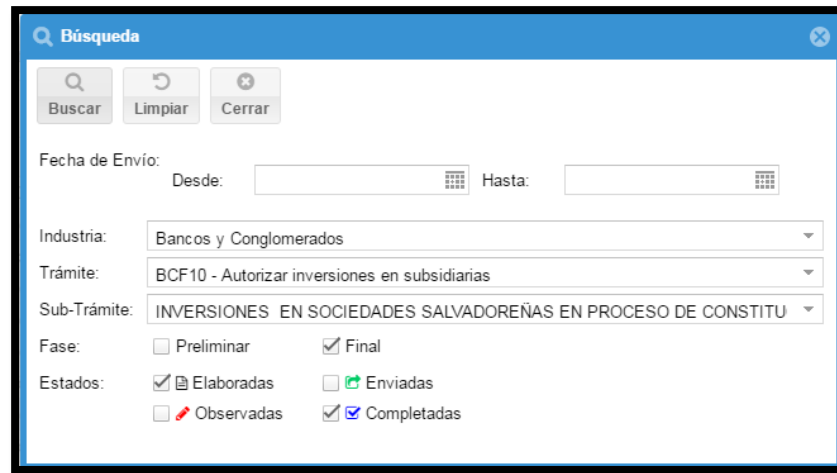 Búsqueda
Buscar Limpiar Cerrar
Fecha de Envío:
Desde: Hasta:
Industria: Bancos y Conglomerados
Trámite: BCF10 - Autorizar inversiones en subsidiarias
Sub-Trámite: INVERSIONES EN SOCIEDADES SALVADOREÑAS EN PROCESO DE CONSTITU
Fase: Preliminar Final
Estados: Elaboradas Enviadas
Observadas Completadas